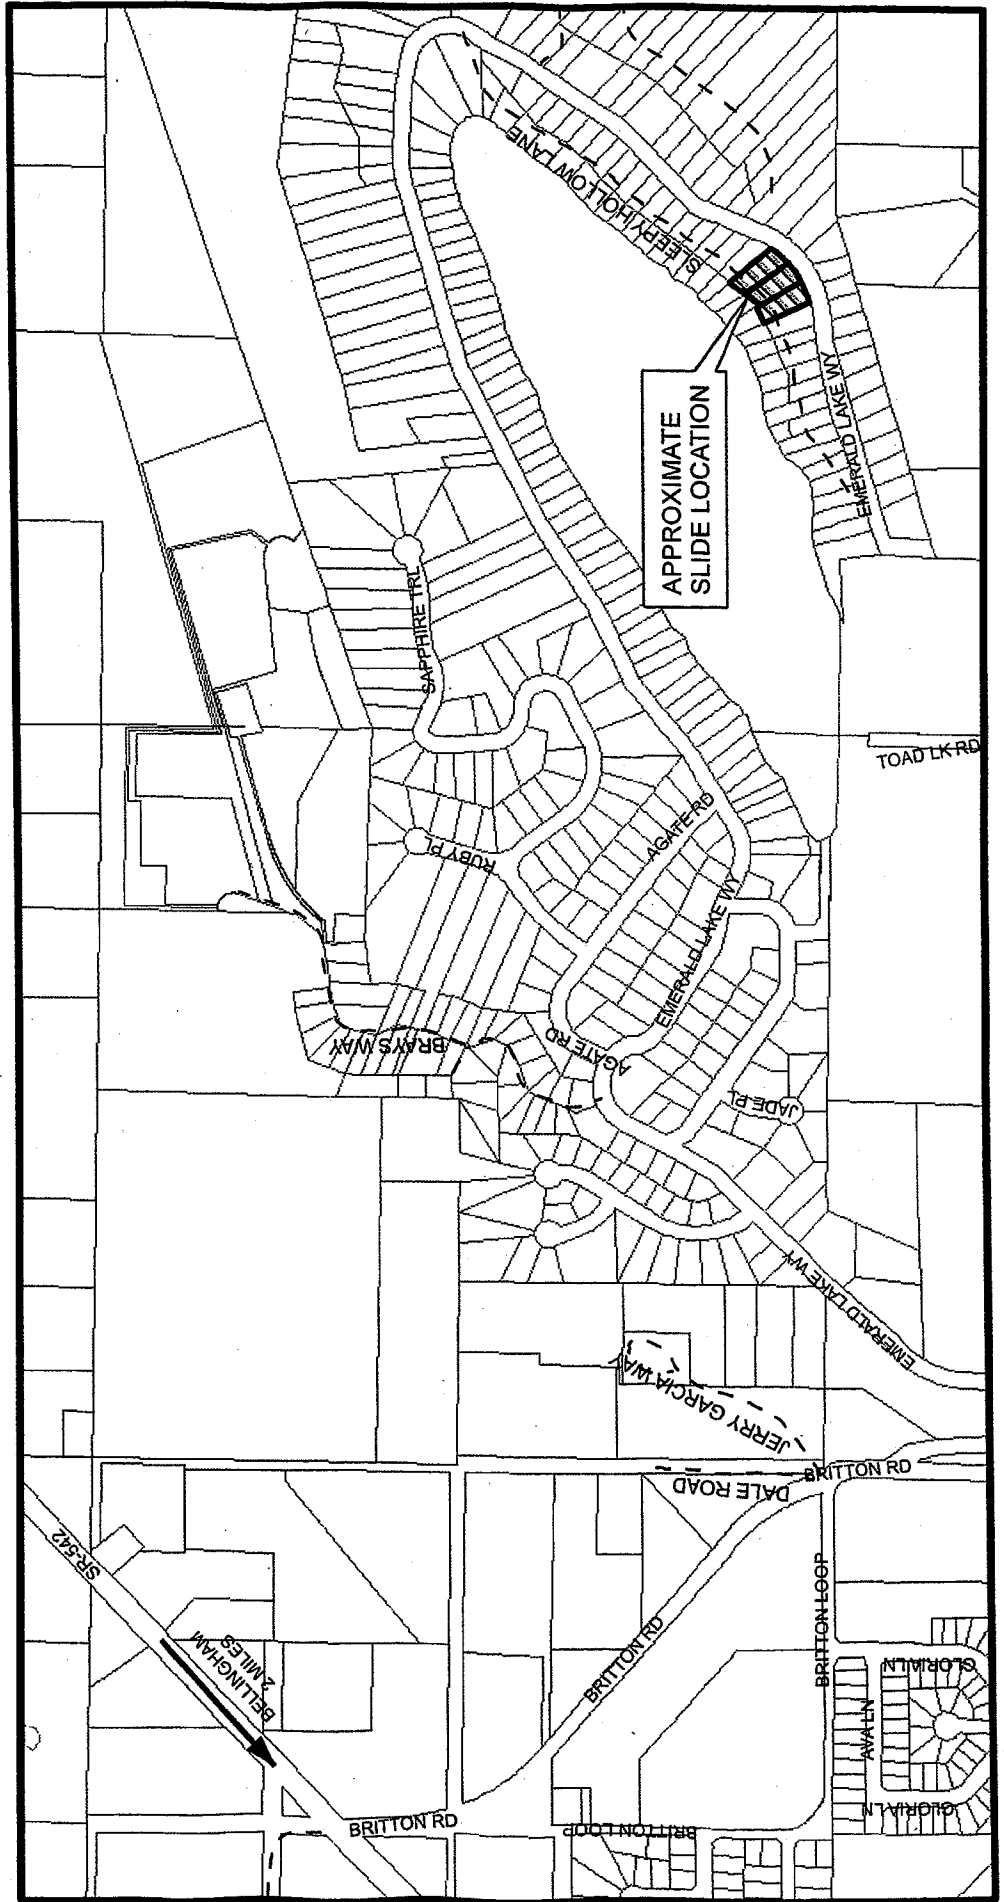 SLEEPY HOLLOW LANE
APPROXIMATE
SLIDE LOCATION
EMERALD LAKE WY
SAPPHIRE TRL
TOAD LK RD
AGATE RD
RUBY PL
EMERALD LAKE WY
BRAYS WAY
AGATE RD
AGATE RD
JADE PL
EMERALD LAKE WY
JERRY GARCIA WAY
DALE ROAD
BRITTON RD
SR-542
BELLINGHAM
2 MILES
BRITTON RD
BRITTON LOOP
GLORIA LN
AVA LN
GLORIA LN
BRITTON RD
BRITTON LOOP